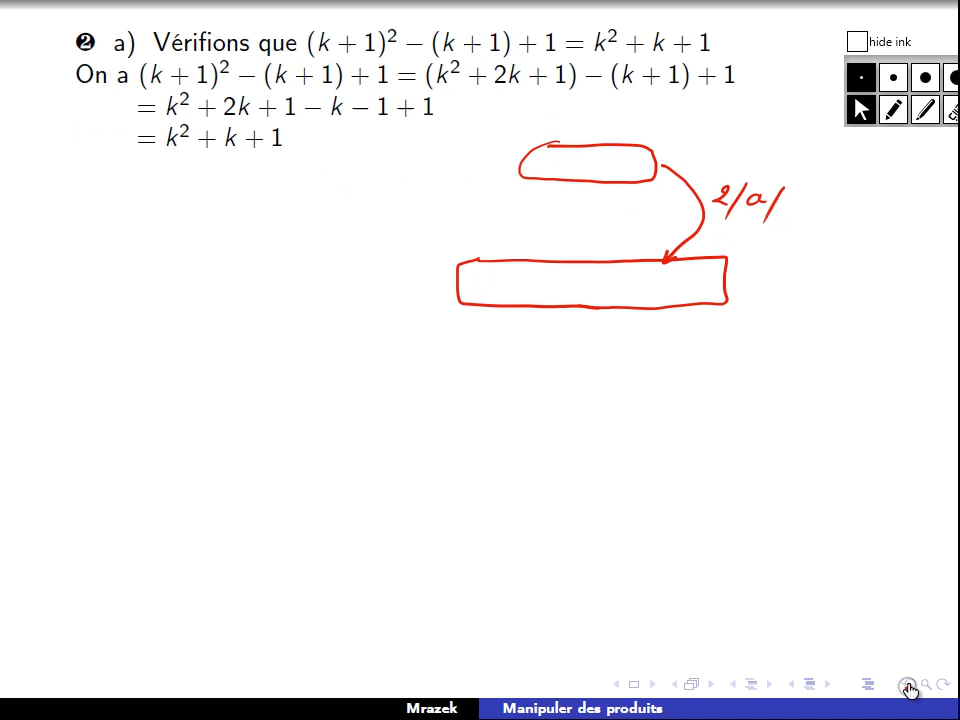 ❷ a) Vérifions que (k + 1)² − (k + 1) + 1 = k² + k + 1
On a (k + 1)² − (k + 1) + 1 = (k² + 2k + 1) − (k + 1) + 1
= k² + 2k + 1 − k − 1 + 1
= k² + k + 1
2/a/
hide ink
Mrazek Manipuler des produits